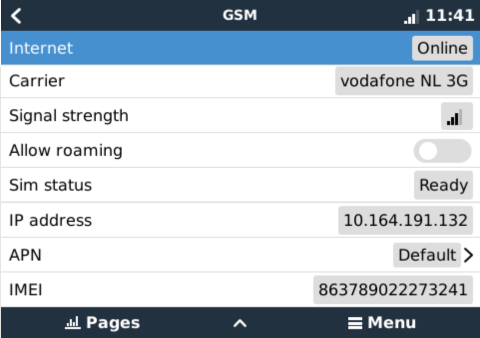 GSM 11:41
Internet Online
Carrier vodafone NL 3G
Signal strength
Allow roaming
Sim status Ready
IP address 10.164.191.132
APN Default
IMEI 863789022273241
Pages Menu